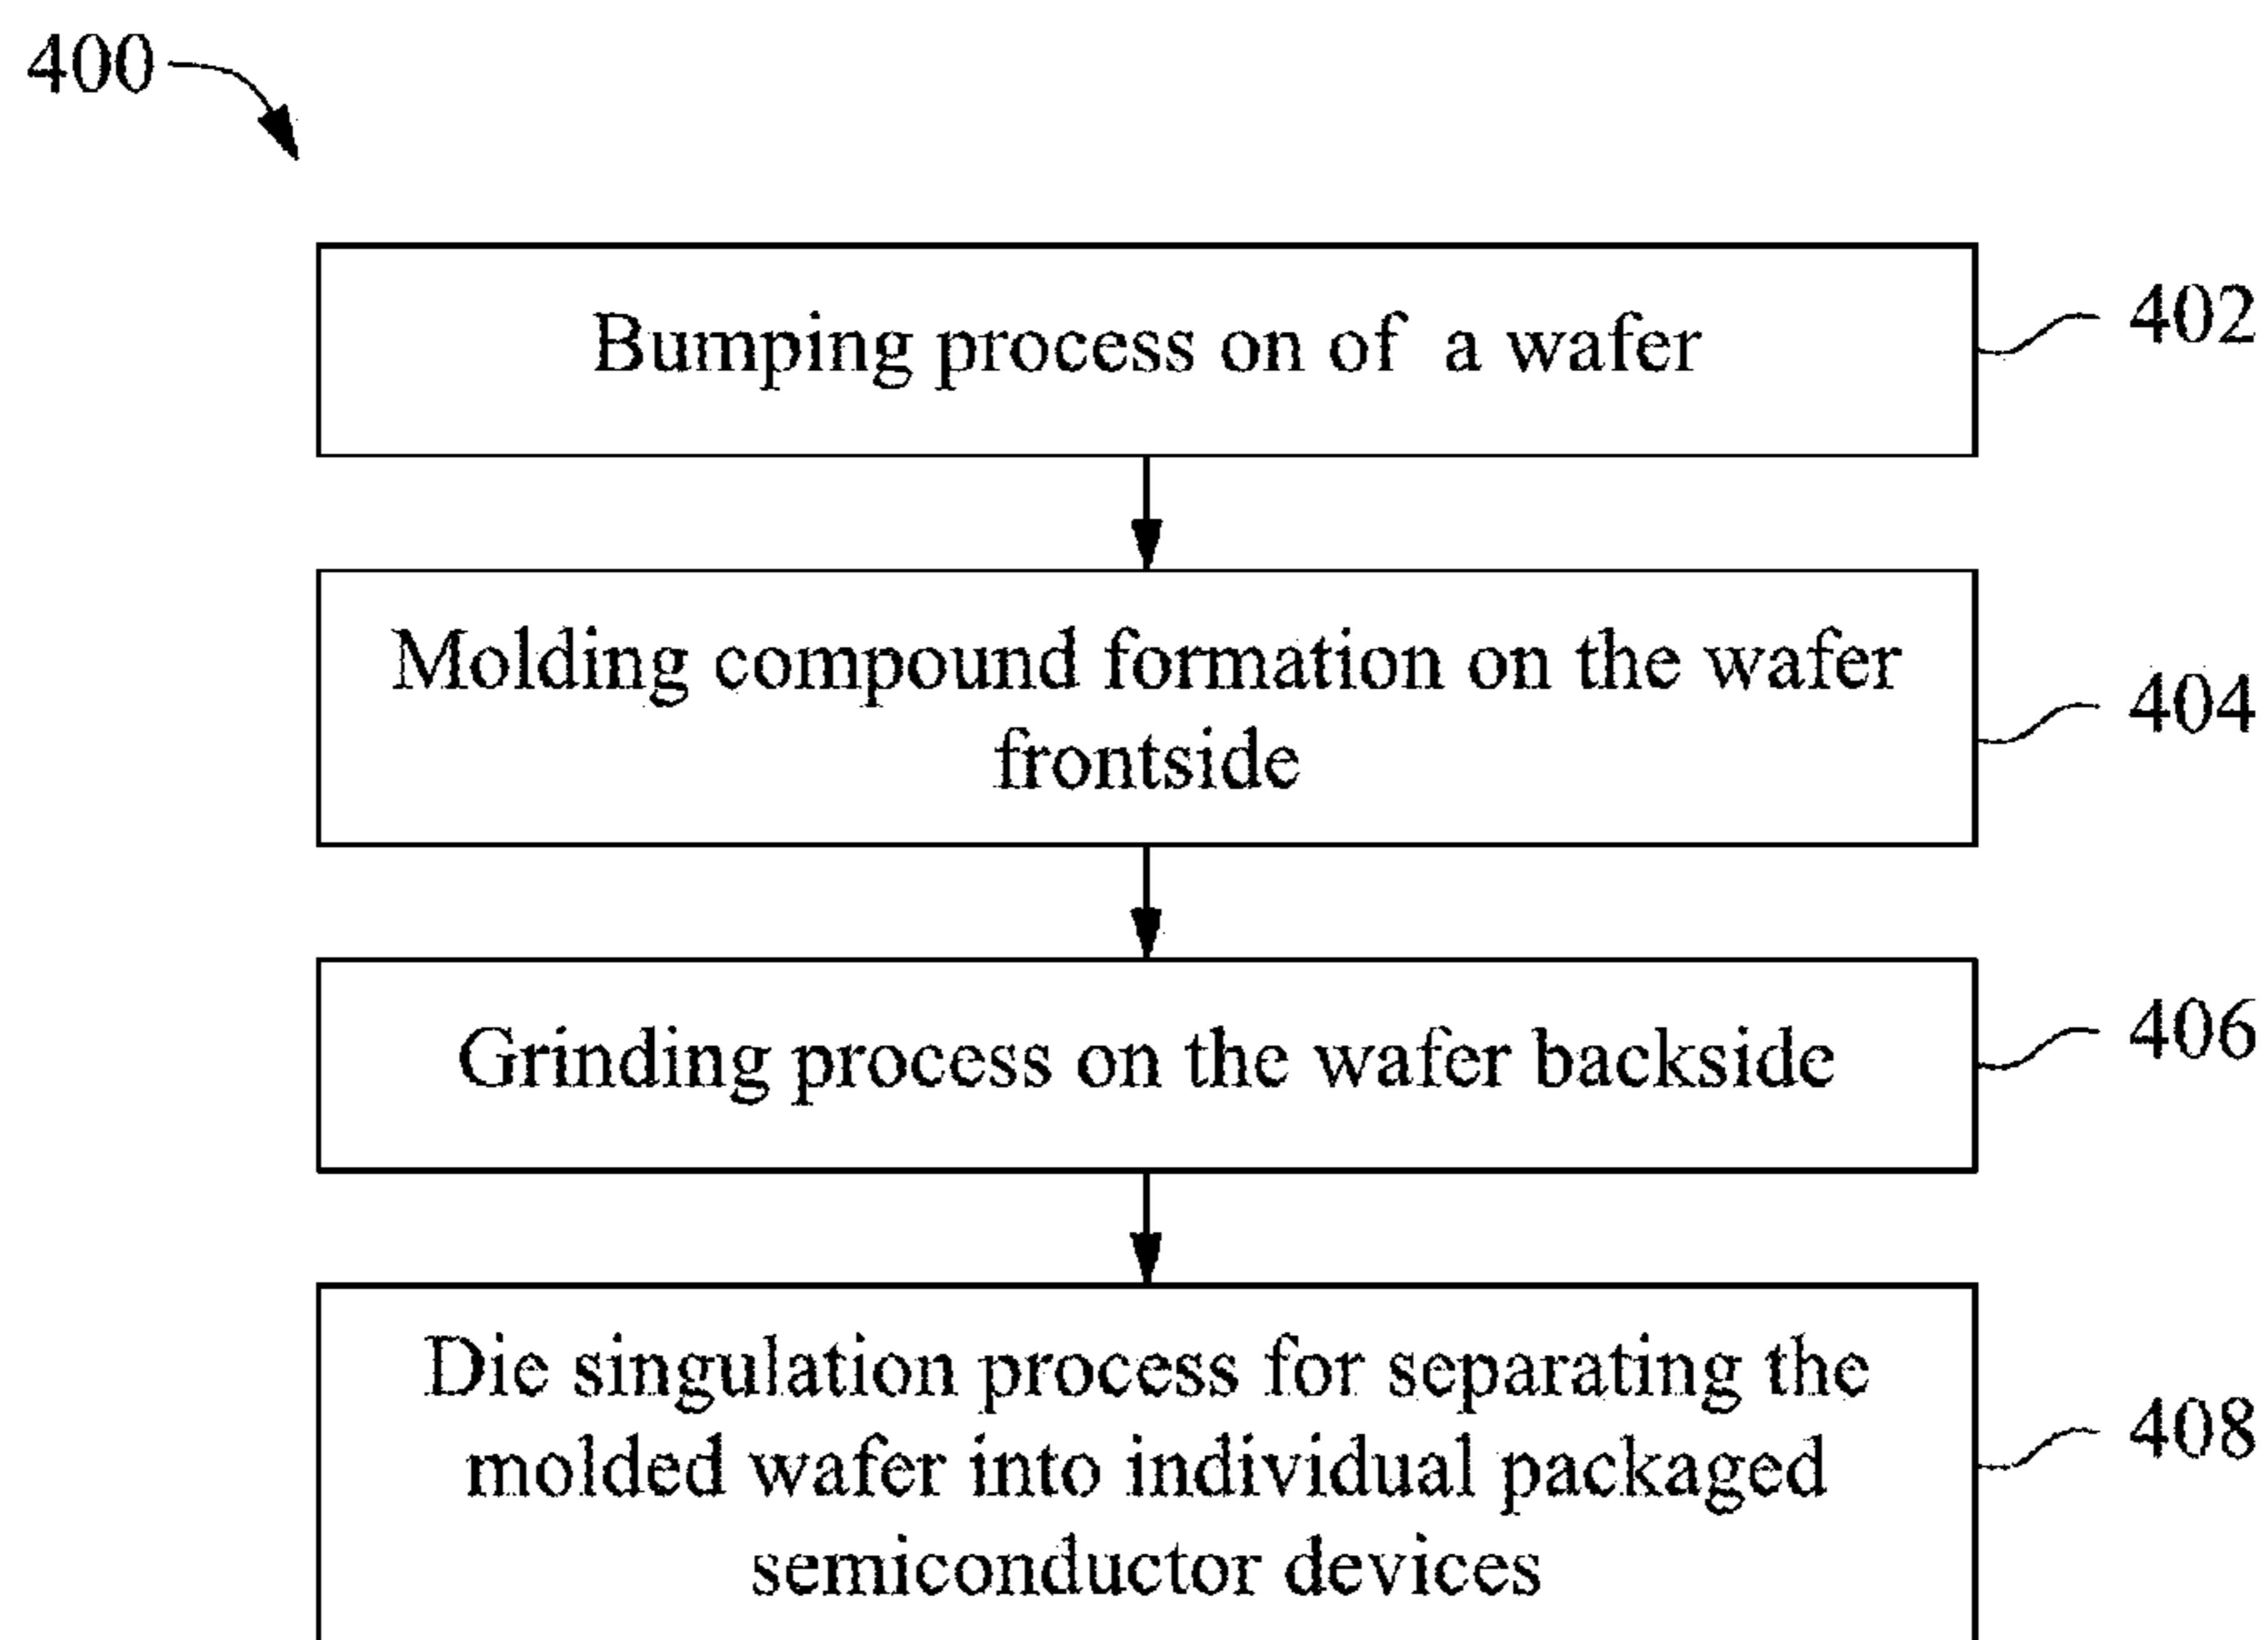 400
Bumping process on of a wafer
402
Molding compound formation on the wafer
frontside
404
Grinding process on the wafer backside
406
Die singulation process for separating the
molded wafer into individual packaged
semiconductor devices
408